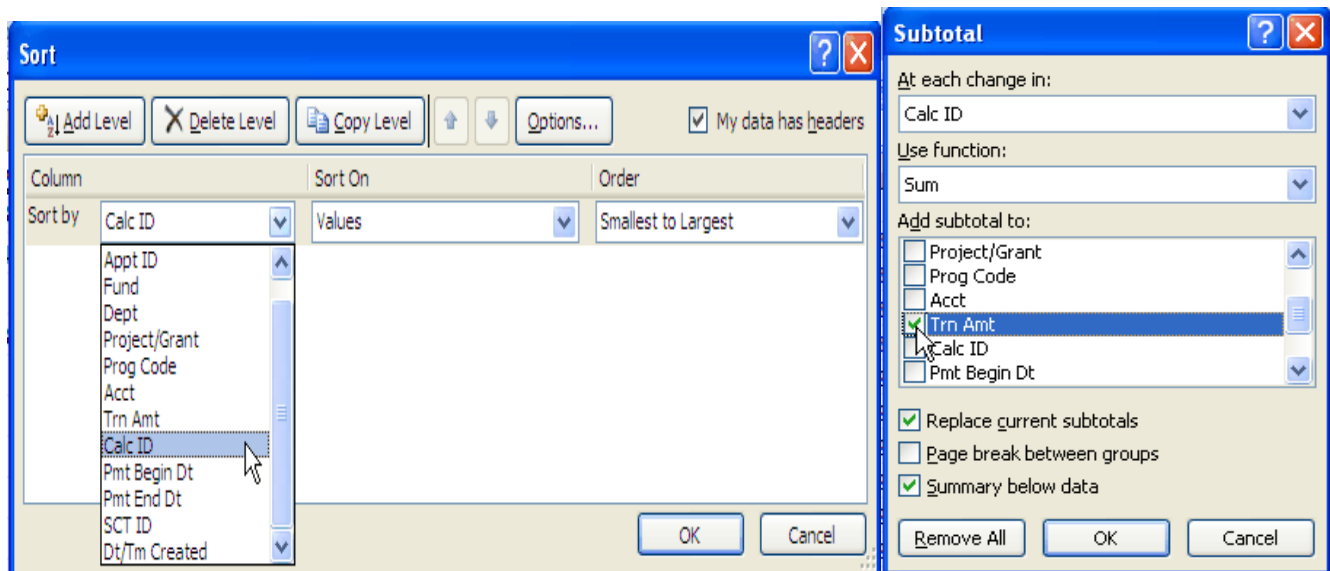 Sort
Add Level Delete Level Copy Level Options... My data has headers
Column Sort On Order
Sort by Calc ID Values Smallest to Largest
Appt ID
Fund
Dept
Project/Grant
Prog Code
Acct
Trn Amt
Calc ID
Pmt Begin Dt
Pmt End Dt
SCT ID
Dt/Tm Created
OK Cancel
Subtotal
At each change in:
Calc ID
Use function:
Sum
Add subtotal to:
Project/Grant
Prog Code
Acct
Trn Amt
Calc ID
Pmt Begin Dt
Replace current subtotals
Page break between groups
Summary below data
Remove All OK Cancel